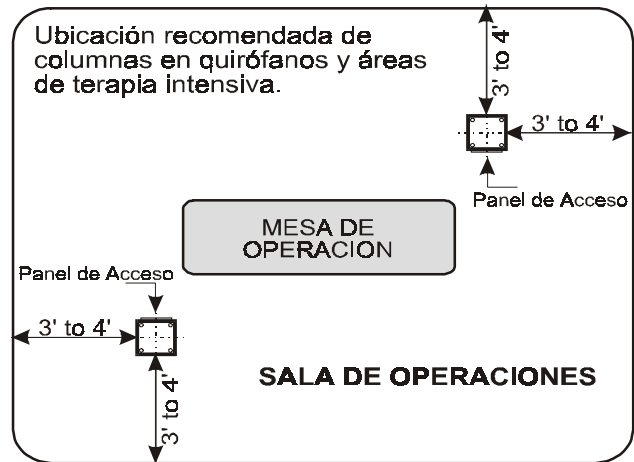 Ubicación recomendada de
columnas en quirófanos y áreas
de terapia intensiva.
3' to 4'
3' to 4'
Panel de Acceso
MESA DE
OPERACION
Panel de Acceso
3' to 4'
SALA DE OPERACIONES
3' to 4'